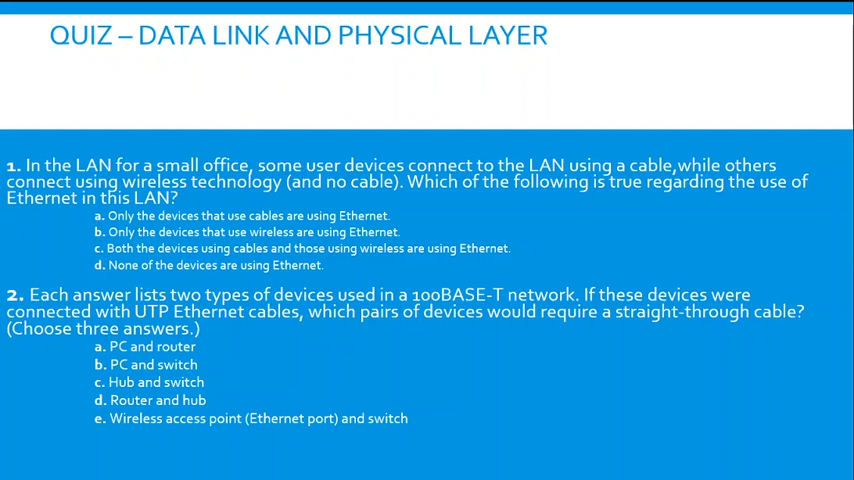 QUIZ – DATA LINK AND PHYSICAL LAYER
1. In the LAN for a small office, some user devices connect to the LAN using a cable,while others
connect using wireless technology (and no cable). Which of the following is true regarding the use of
Ethernet in this LAN?
a. Only the devices that use cables are using Ethernet.
b. Only the devices that use wireless are using Ethernet.
c. Both the devices using cables and those using wireless are using Ethernet.
d. None of the devices are using Ethernet.
2. Each answer lists two types of devices used in a 100BASE-T network. If these devices were
connected with UTP Ethernet cables, which pairs of devices would require a straight-through cable?
(Choose three answers.)
a. PC and router
b. PC and switch
c. Hub and switch
d. Router and hub
e. Wireless access point (Ethernet port) and switch